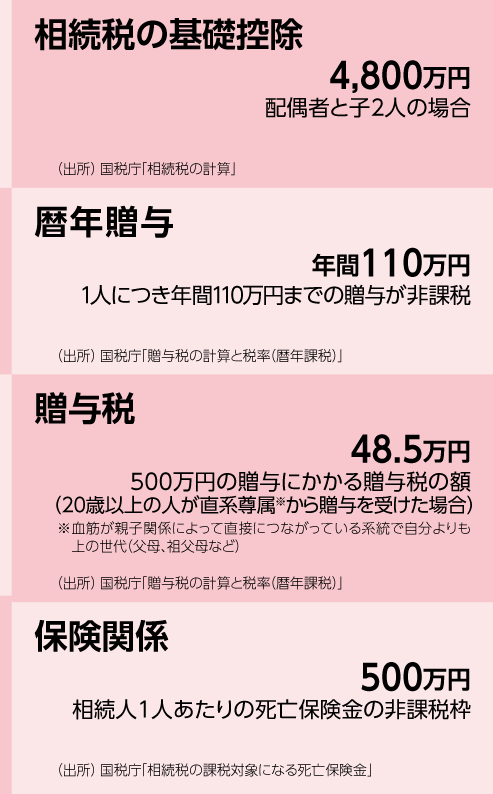 相続税の基礎控除
4,800万円
配偶者と子2人の場合
（出所）国税庁「相続税の計算」
暦年贈与
年間110万円
1人につき年間110万円までの贈与が非課税
（出所）国税庁「贈与税の計算と税率（暦年課税）」
贈与税
48.5万円
500万円の贈与にかかる贈与税の額
（20歳以上の人が直系尊属※から贈与を受けた場合）
※血筋が親子関係によって直接につながっている系統で自分よりも
上の世代（父母、祖父母など）
（出所）国税庁「贈与税の計算と税率（暦年課税）」
保険関係
500万円
相続人1人あたりの死亡保険金の非課税枠
（出所）国税庁「相続税の課税対象になる死亡保険金」